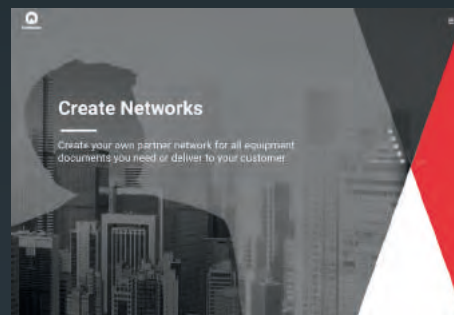 Create Networks
Create your own partner network for all equipment
documents you need or deliver to your customer